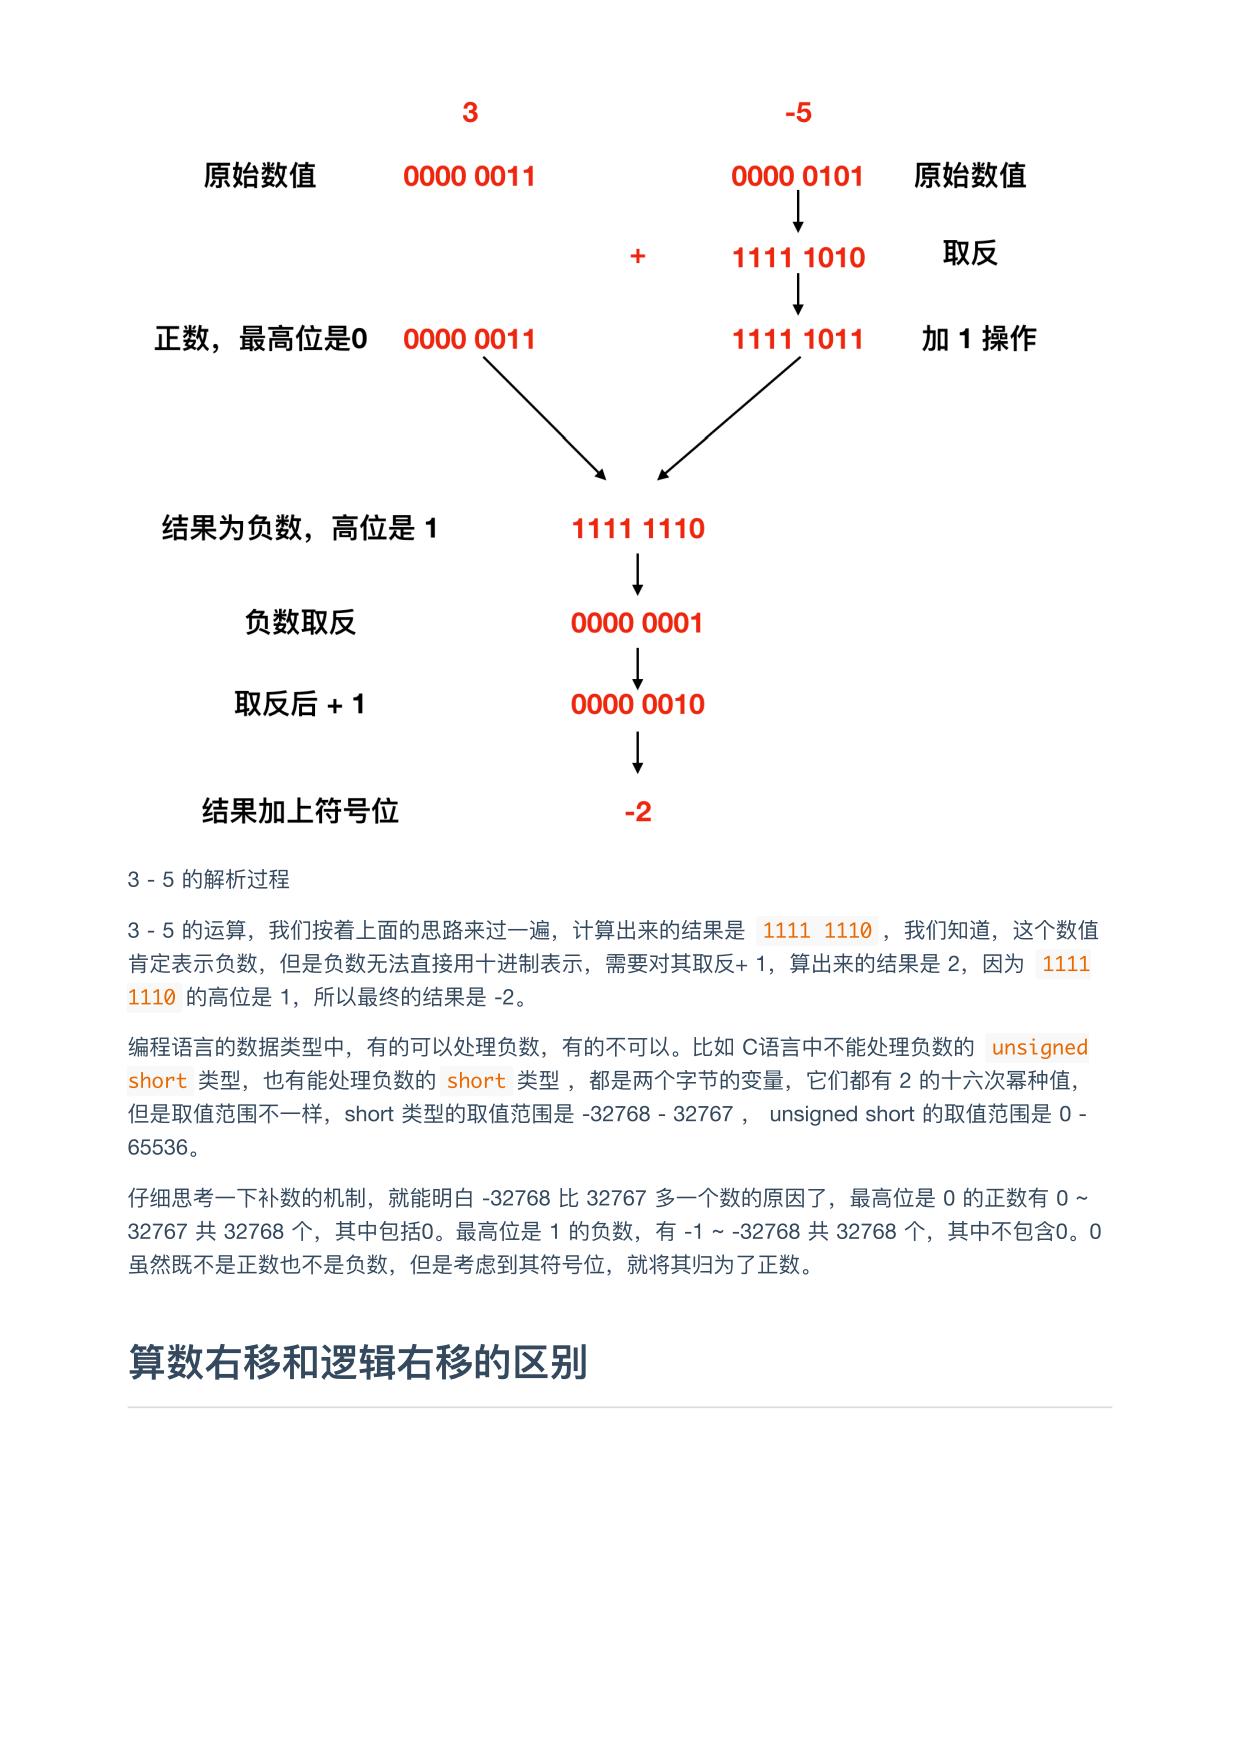 3 -5
原始数值 0000 0011 0000 0101 原始数值
+ 1111 1010 取反
正数，最高位是0 0000 0011 1111 1011 加 1 操作
结果为负数，高位是 1 1111 1110
负数取反 0000 0001
取反后 + 1 0000 0010
结果加上符号位 -2
3 - 5 的解析过程
3 - 5 的运算，我们按着上面的思路来过一遍，计算出来的结果是 1111 1110 ，我们知道，这个数值
肯定表示负数，但是负数无法直接用十进制表示，需要对其取反+ 1，算出来的结果是 2，因为 1111
1110 的高位是 1，所以最终的结果是 -2。
编程语言的数据类型中，有的可以处理负数，有的不可以。比如 C语言中不能处理负数的 unsigned
short 类型，也有能处理负数的 short 类型 ，都是两个字节的变量，它们都有 2 的十六次幂种值，
但是取值范围不一样，short 类型的取值范围是 -32768 - 32767 ， unsigned short 的取值范围是 0 -
65536。
仔细思考一下补数的机制，就能明白 -32768 比 32767 多一个数的原因了，最高位是 0 的正数有 0 ~
32767 共 32768 个，其中包括0。最高位是 1 的负数，有 -1 ~ -32768 共 32768 个，其中不包含0。0
虽然既不是正数也不是负数，但是考虑到其符号位，就将其归为了正数。
算数右移和逻辑右移的区别